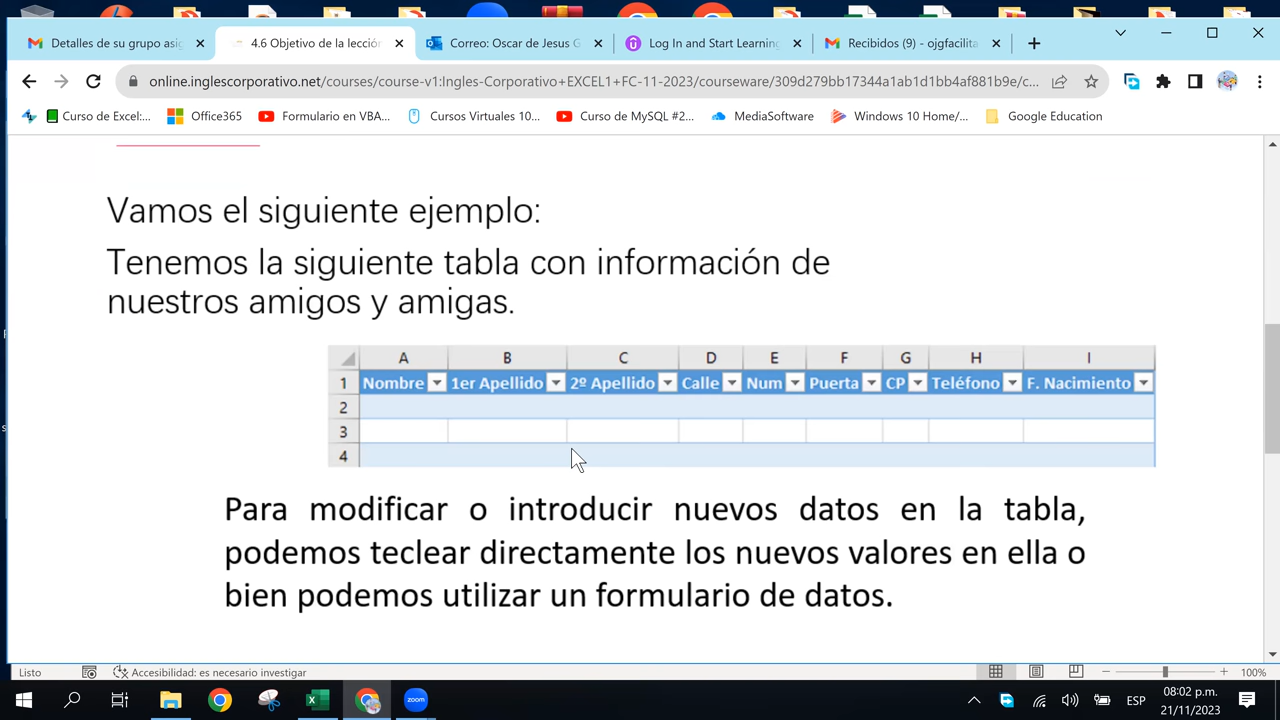 Detalles de su grupo asig
4.6 Objetivo de la lección
Correo: Oscar de Jesus G
Log In and Start Learning
Recibidos (9) - ojgfacilita
online.inglescorporativo.net/courses/course-v1:Ingles-Corporativo+EXCEL1+FC-11-2023/courseware/309d279bb17344a1ab1d1bb4af881b9e/c...
Curso de Excel:...
Office365
Formulario en VBA...
Cursos Virtuales 10...
Curso de MySQL #2...
MediaSoftware
Windows 10 Home/...
Google Education
Vamos el siguiente ejemplo:
Tenemos la siguiente tabla con información de
nuestros amigos y amigas.
A B C D E F G H I
1 Nombre 1er Apellido 2º Apellido Calle Num Puerta CP Teléfono F. Nacimiento
2
3
4
Para modificar o introducir nuevos datos en la tabla,
podemos teclear directamente los nuevos valores en ella o
bien podemos utilizar un formulario de datos.
Listo
Accesibilidad: es necesario investigar
100%
zoom
ESP
08:02 p.m.
21/11/2023